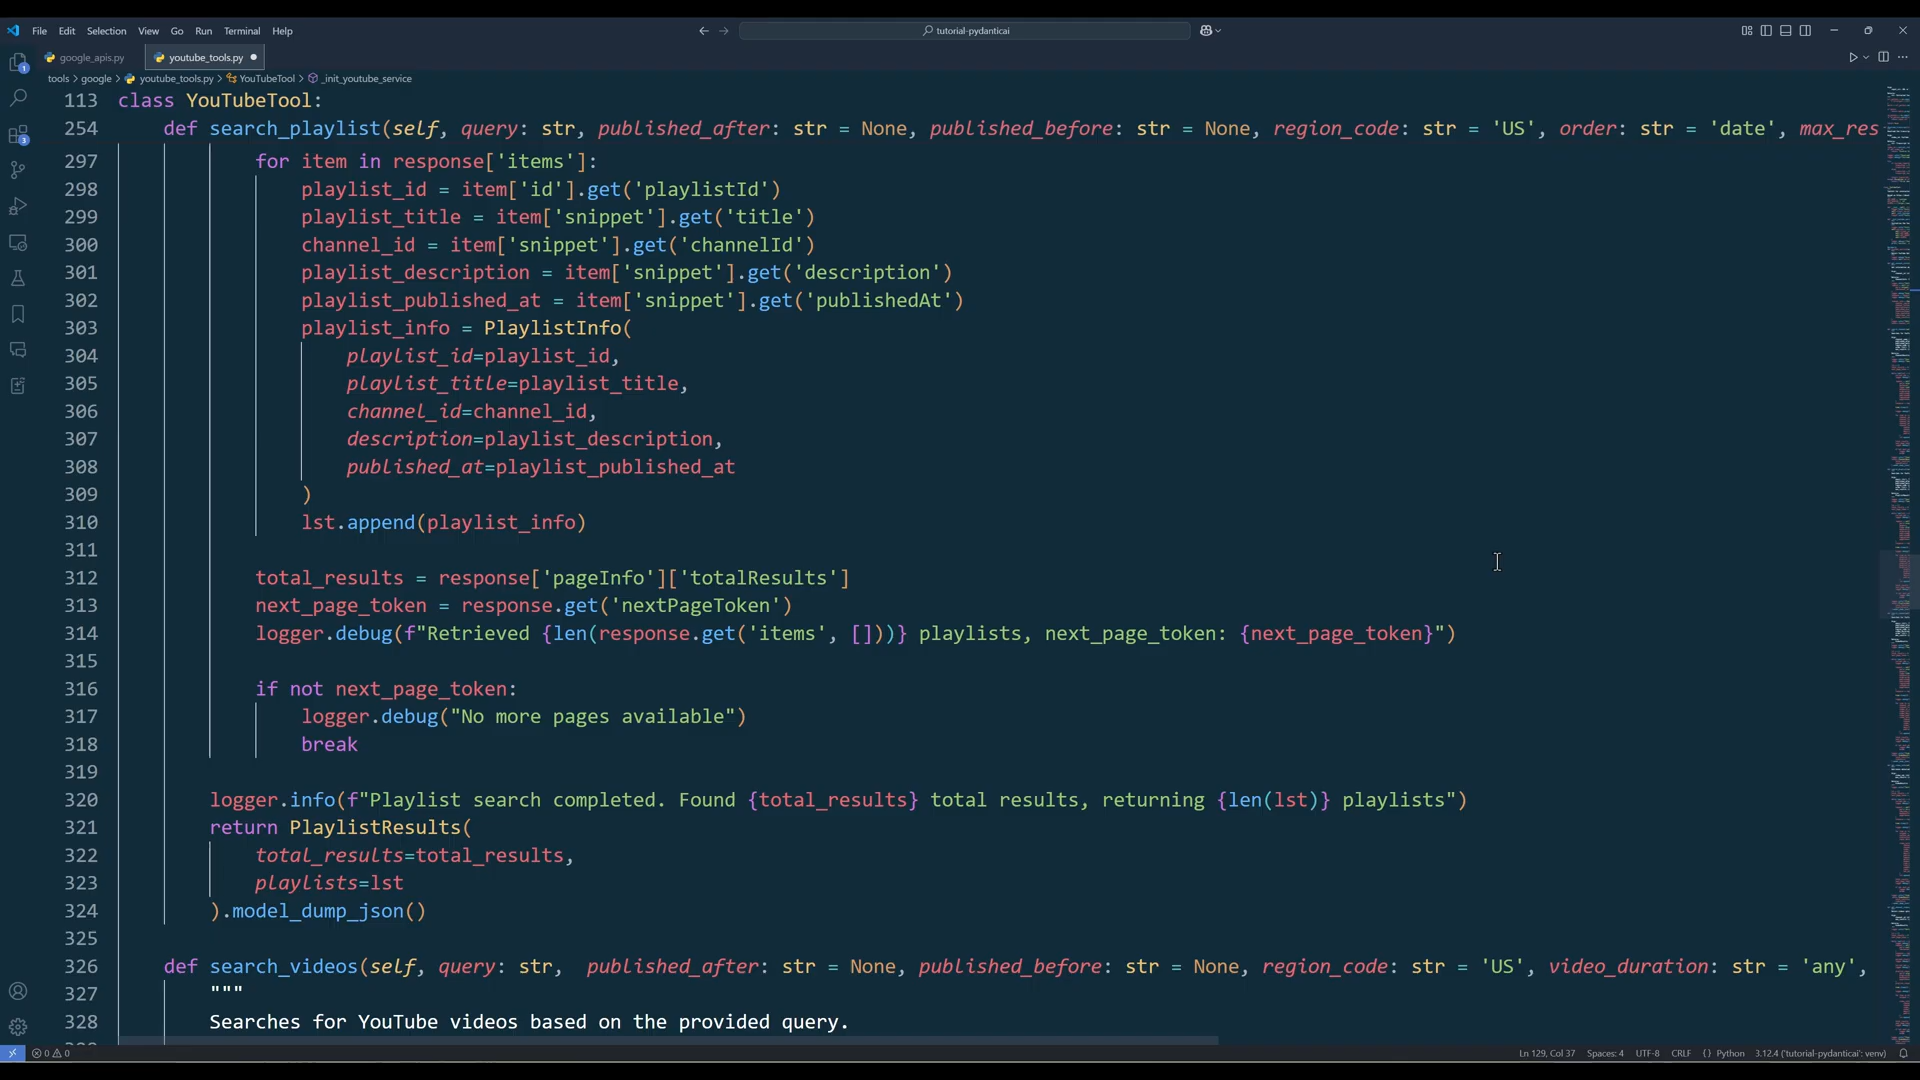 File Edit Selection View Go Run Terminal Help
tutorial-pydanticai
google_apis.py youtube_tools.py
tools > google > youtube_tools.py > YouTubeTool > _init_youtube_service
113 class YouTubeTool:
254 def search_playlist(self, query: str, published_after: str = None, published_before: str = None, region_code: str = 'US', order: str = 'date', max_res
297 for item in response['items']:
298 playlist_id = item['id'].get('playlistId')
299 playlist_title = item['snippet'].get('title')
300 channel_id = item['snippet'].get('channelId')
301 playlist_description = item['snippet'].get('description')
302 playlist_published_at = item['snippet'].get('publishedAt')
303 playlist_info = PlaylistInfo(
304 playlist_id=playlist_id,
305 playlist_title=playlist_title,
306 channel_id=channel_id,
307 description=playlist_description,
308 published_at=playlist_published_at
309 )
310 lst.append(playlist_info)
311
312 total_results = response['pageInfo']['totalResults']
313 next_page_token = response.get('nextPageToken')
314 logger.debug(f"Retrieved {len(response.get('items', []))} playlists, next_page_token: {next_page_token}")
315
316 if not next_page_token:
317 logger.debug("No more pages available")
318 break
319
320 logger.info(f"Playlist search completed. Found {total_results} total results, returning {len(lst)} playlists")
321 return PlaylistResults(
322 total_results=total_results,
323 playlists=lst
324 ).model_dump_json()
325
326 def search_videos(self, query: str,  published_after: str = None, published_before: str = None, region_code: str = 'US', video_duration: str = 'any',
327 """
328 Searches for YouTube videos based on the provided query.
0 0 Ln 129, Col 37 Spaces: 4 UTF-8 CRLF {} Python 3.12.4 ('tutorial-pydanticai': venv)